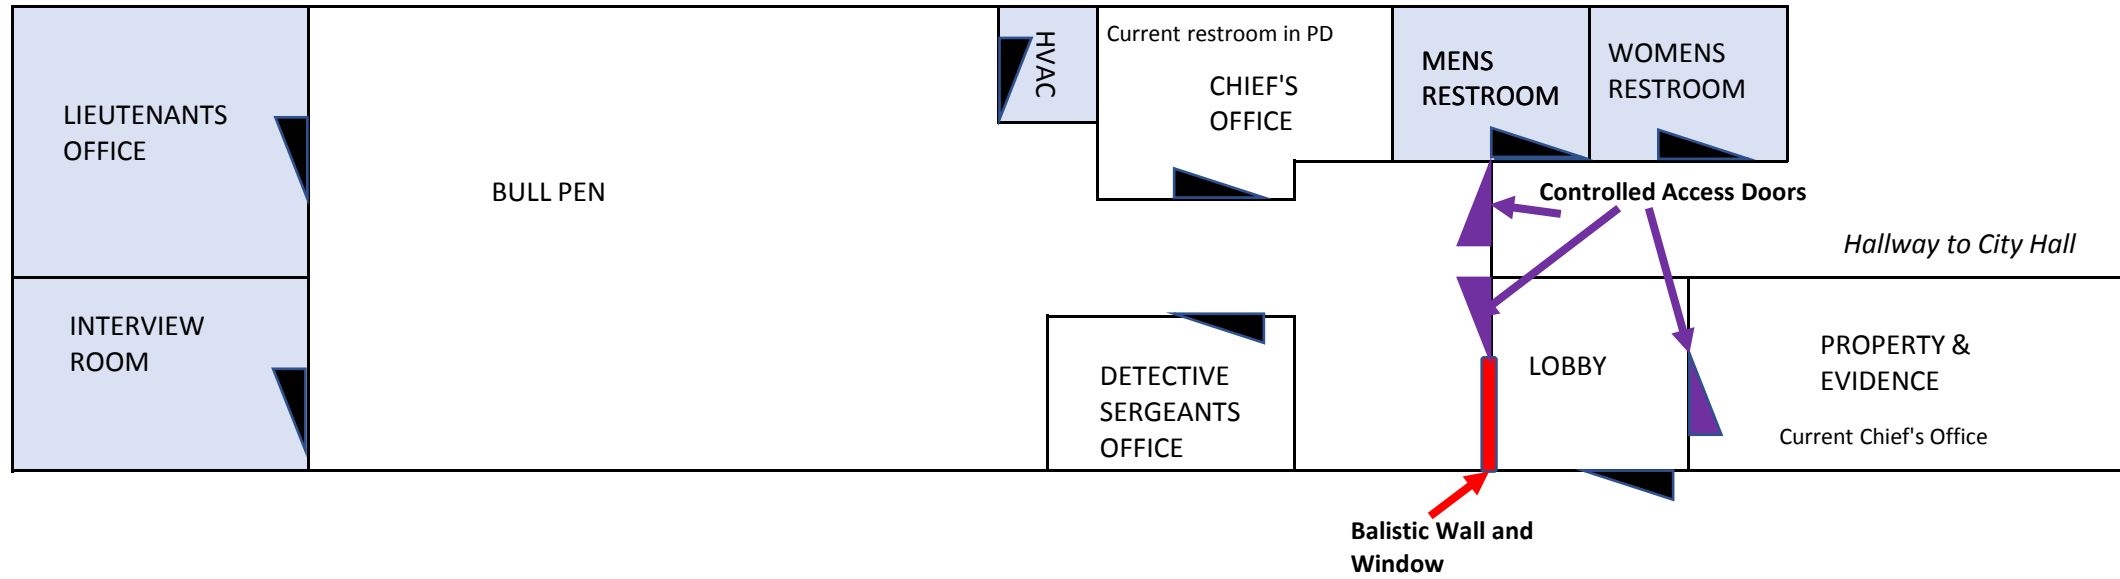 LIEUTENANTS
OFFICE
INTERVIEW
ROOM
BULL PEN
HVAC
Current restroom in PD
CHIEF'S
OFFICE
MENS
RESTROOM
WOMENS
RESTROOM
Controlled Access Doors
Hallway to City Hall
DETECTIVE
SERGEANTS
OFFICE
LOBBY
PROPERTY &
EVIDENCE
Current Chief's Office
Balistic Wall and
Window